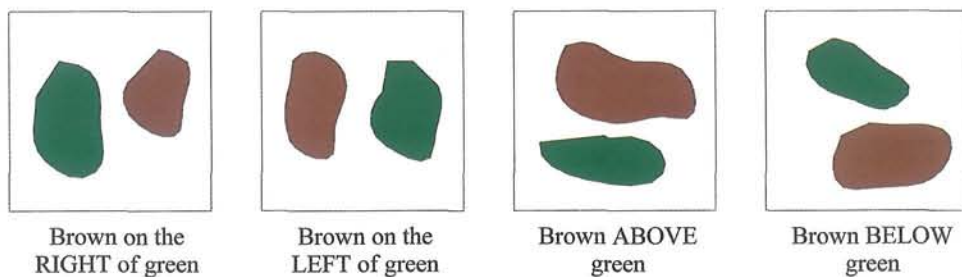 Brown on the
RIGHT of green
Brown on the
LEFT of green
Brown ABOVE
green
Brown BELOW
green